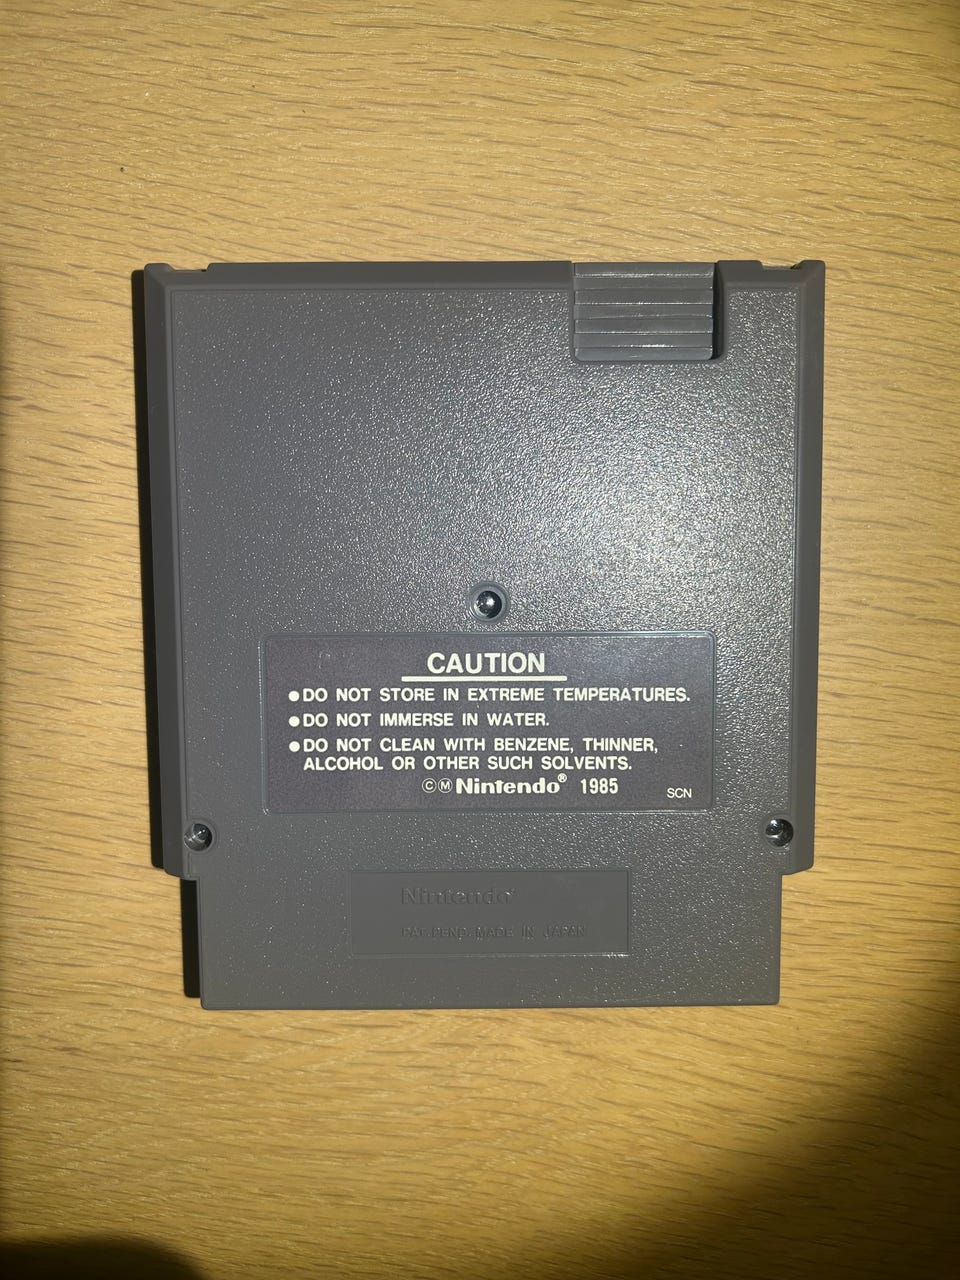 CAUTION
●DO NOT STORE IN EXTREME TEMPERATURES.
●DO NOT IMMERSE IN WATER.
●DO NOT CLEAN WITH BENZENE, THINNER,
ALCOHOL OR OTHER SUCH SOLVENTS.
©Ⓜ Nintendo® 1985
SCN
Nintendo®
PAT. PEND. MADE IN JAPAN